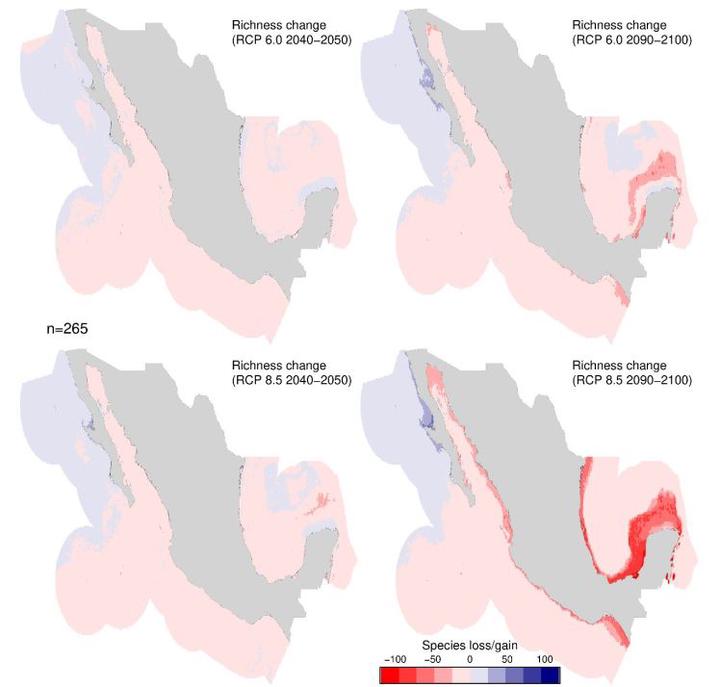 Richness change
(RCP 6.0 2040−2050)
Richness change
(RCP 6.0 2090−2100)
n=265
Richness change
(RCP 8.5 2040−2050)
Richness change
(RCP 8.5 2090−2100)
Species loss/gain
−100 −50 0 50 100